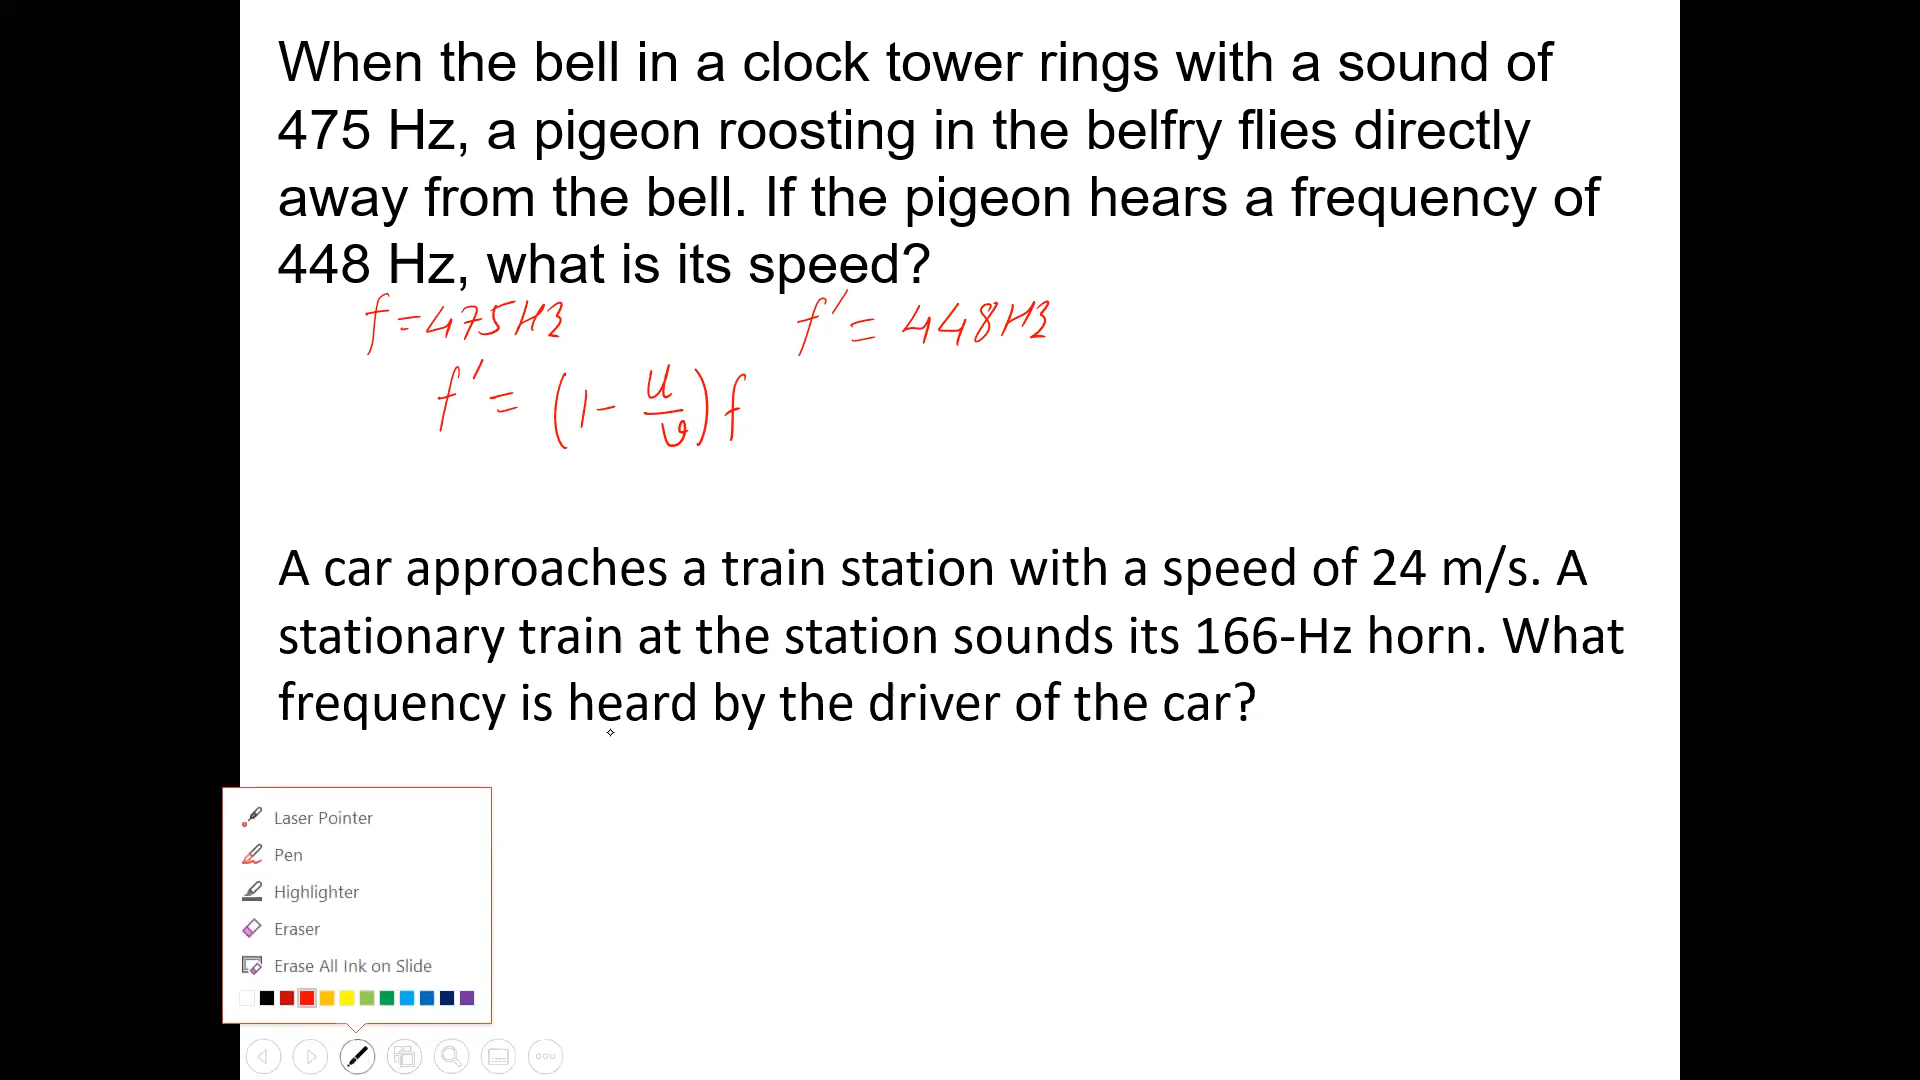 When the bell in a clock tower rings with a sound of
475 Hz, a pigeon roosting in the belfry flies directly
away from the bell. If the pigeon hears a frequency of
448 Hz, what is its speed?
f = 475Hz f' = 448Hz
f' = (1 - u/v) f
A car approaches a train station with a speed of 24 m/s. A
stationary train at the station sounds its 166-Hz horn. What
frequency is heard by the driver of the car?
Laser Pointer
Pen
Highlighter
Eraser
Erase All Ink on Slide